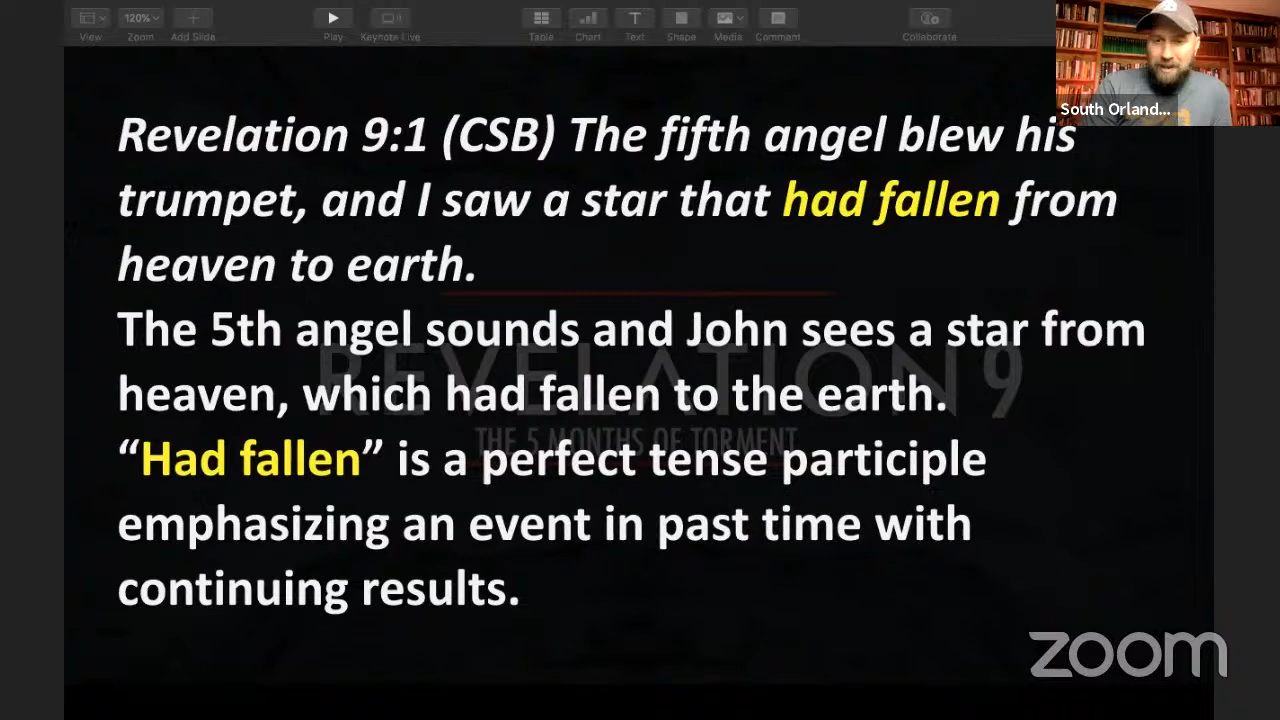 120%
View
Zoom
Add Slide
Play
Keynote Live
Table
Chart
Text
Shape
Media
Comment
Collaborate
South Orland...
Revelation 9:1 (CSB) The fifth angel blew his
trumpet, and I saw a star that had fallen from
heaven to earth.
The 5th angel sounds and John sees a star from
heaven, which had fallen to the earth.
“Had fallen” is a perfect tense participle
emphasizing an event in past time with
continuing results.
REVELATION 9
THE 5 MONTHS OF TORMENT
zoom